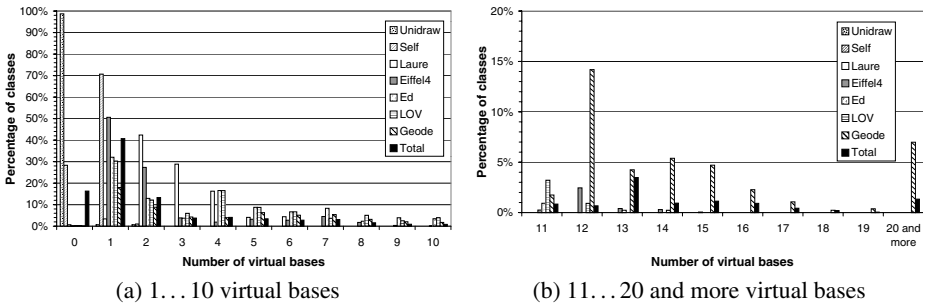 100%
90%
80%
70%
60%
50%
40%
30%
20%
10%
0%
Percentage of classes
0 1 2 3 4 5 6 7 8 9 10
Number of virtual bases
Unidraw
Self
Laure
Eiffel4
Ed
LOV
Geode
Total
(a) 1...10 virtual bases
20%
15%
10%
5%
0%
Percentage of classes
11 12 13 14 15 16 17 18 19 20 and
more
Number of virtual bases
Unidraw
Self
Laure
Eiffel4
Ed
LOV
Geode
Total
(b) 11...20 and more virtual bases